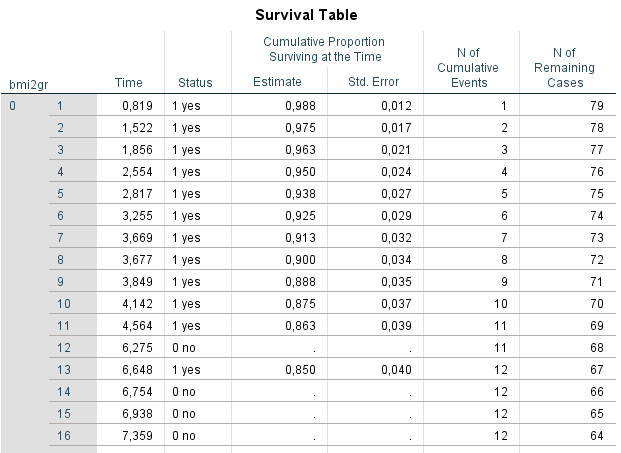 Survival Table
bmi2gr Time Status Cumulative Proportion Surviving at the Time N of Cumulative Events N of Remaining Cases
Estimate Std. Error
0 1 0,819 1 yes 0,988 0,012 1 79
2 1,522 1 yes 0,975 0,017 2 78
3 1,856 1 yes 0,963 0,021 3 77
4 2,554 1 yes 0,950 0,024 4 76
5 2,817 1 yes 0,938 0,027 5 75
6 3,255 1 yes 0,925 0,029 6 74
7 3,669 1 yes 0,913 0,032 7 73
8 3,677 1 yes 0,900 0,034 8 72
9 3,849 1 yes 0,888 0,035 9 71
10 4,142 1 yes 0,875 0,037 10 70
11 4,564 1 yes 0,863 0,039 11 69
12 6,275 0 no . . 11 68
13 6,648 1 yes 0,850 0,040 12 67
14 6,754 0 no . . 12 66
15 6,938 0 no . . 12 65
16 7,359 0 no . . 12 64